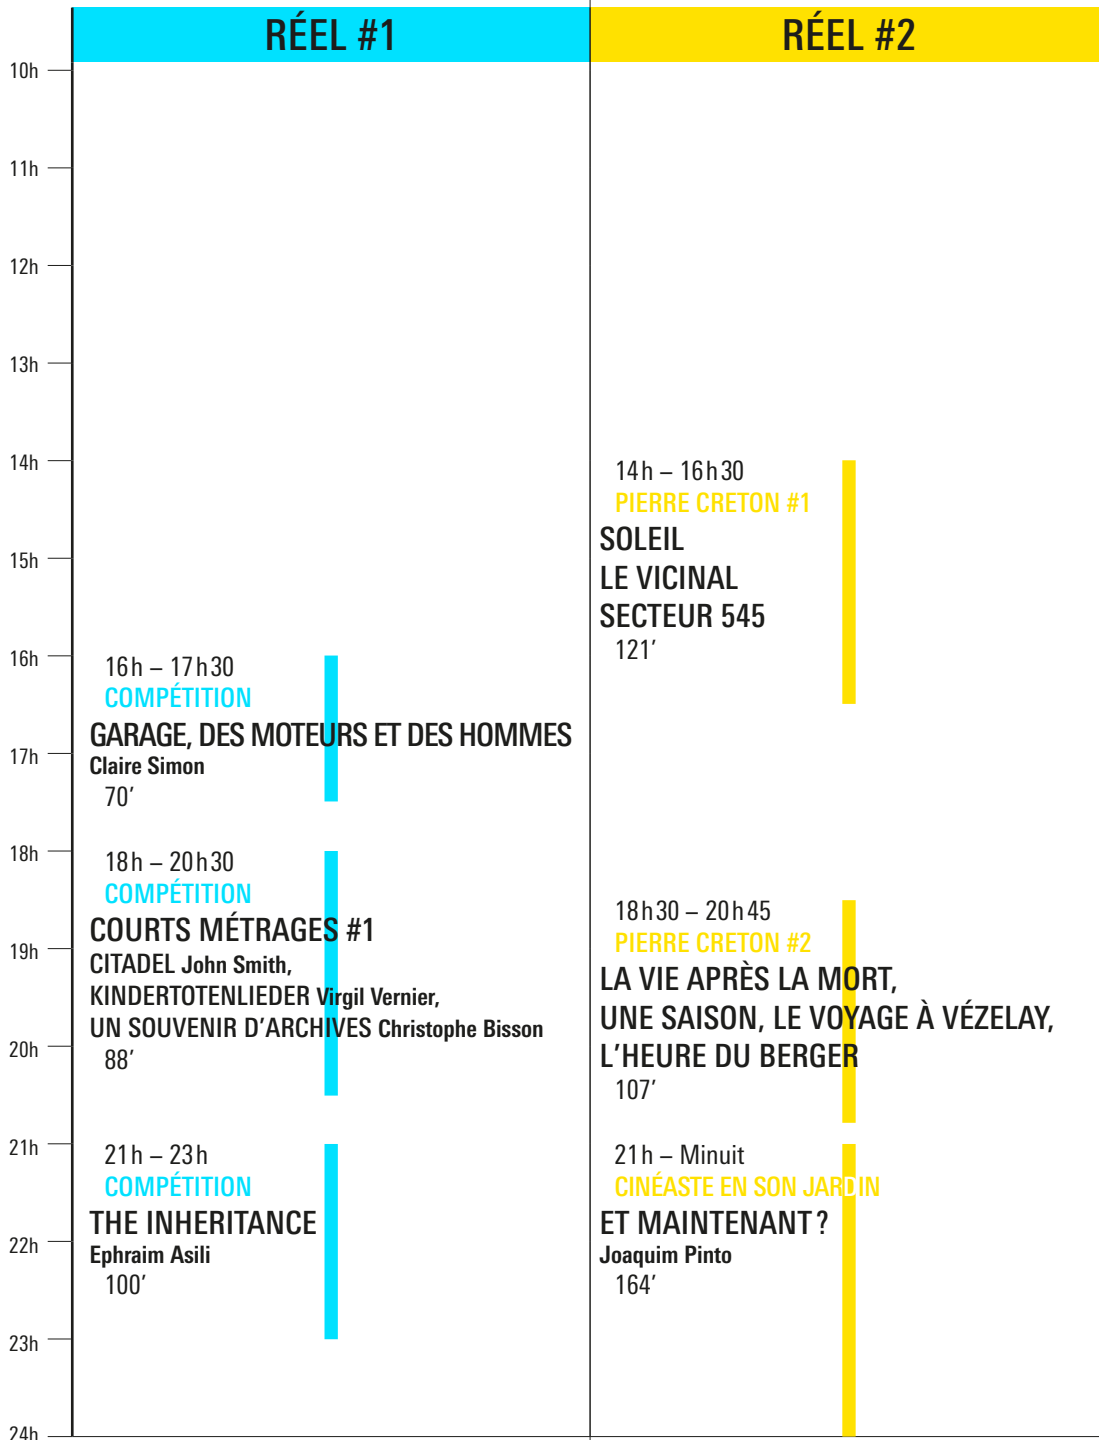 RÉEL #1
RÉEL #2
10h
11h
12h
13h
14h
15h
16h
17h
18h
19h
20h
21h
22h
23h
24h
16h – 17h30
COMPÉTITION
GARAGE, DES MOTEURS ET DES HOMMES
Claire Simon
70’
18h – 20h30
COMPÉTITION
COURTS MÉTRAGES #1
CITADEL John Smith,
KINDERTOTENLIEDER Virgil Vernier,
UN SOUVENIR D’ARCHIVES Christophe Bisson
88’
21h – 23h
COMPÉTITION
THE INHERITANCE
Ephraim Asili
100’
14h – 16h30
PIERRE CRETON #1
SOLEIL
LE VICINAL
SECTEUR 545
121’
18h30 – 20h45
PIERRE CRETON #2
LA VIE APRÈS LA MORT,
UNE SAISON, LE VOYAGE À VÉZELAY,
L’HEURE DU BERGER
107’
21h – Minuit
CINÉASTE EN SON JARDIN
ET MAINTENANT ?
Joaquim Pinto
164’